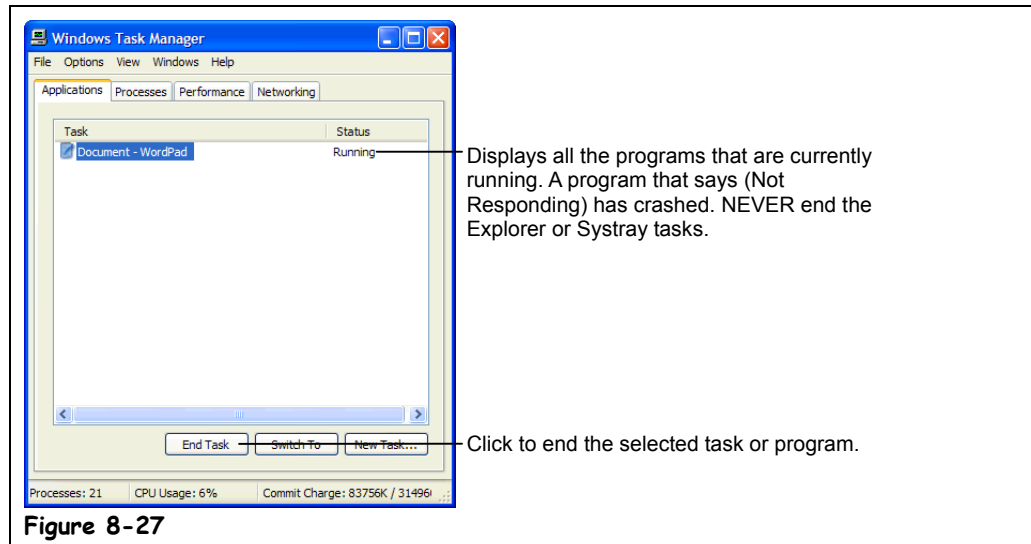 Windows Task Manager
File Options View Windows Help
Applications Processes Performance Networking
Task Status
Document - WordPad Running
Displays all the programs that are currently
running. A program that says (Not
Responding) has crashed. NEVER end the
Explorer or Systray tasks.
End Task Switch To New Task...
Click to end the selected task or program.
Processes: 21 CPU Usage: 6% Commit Charge: 83756K / 31496
Figure 8-27